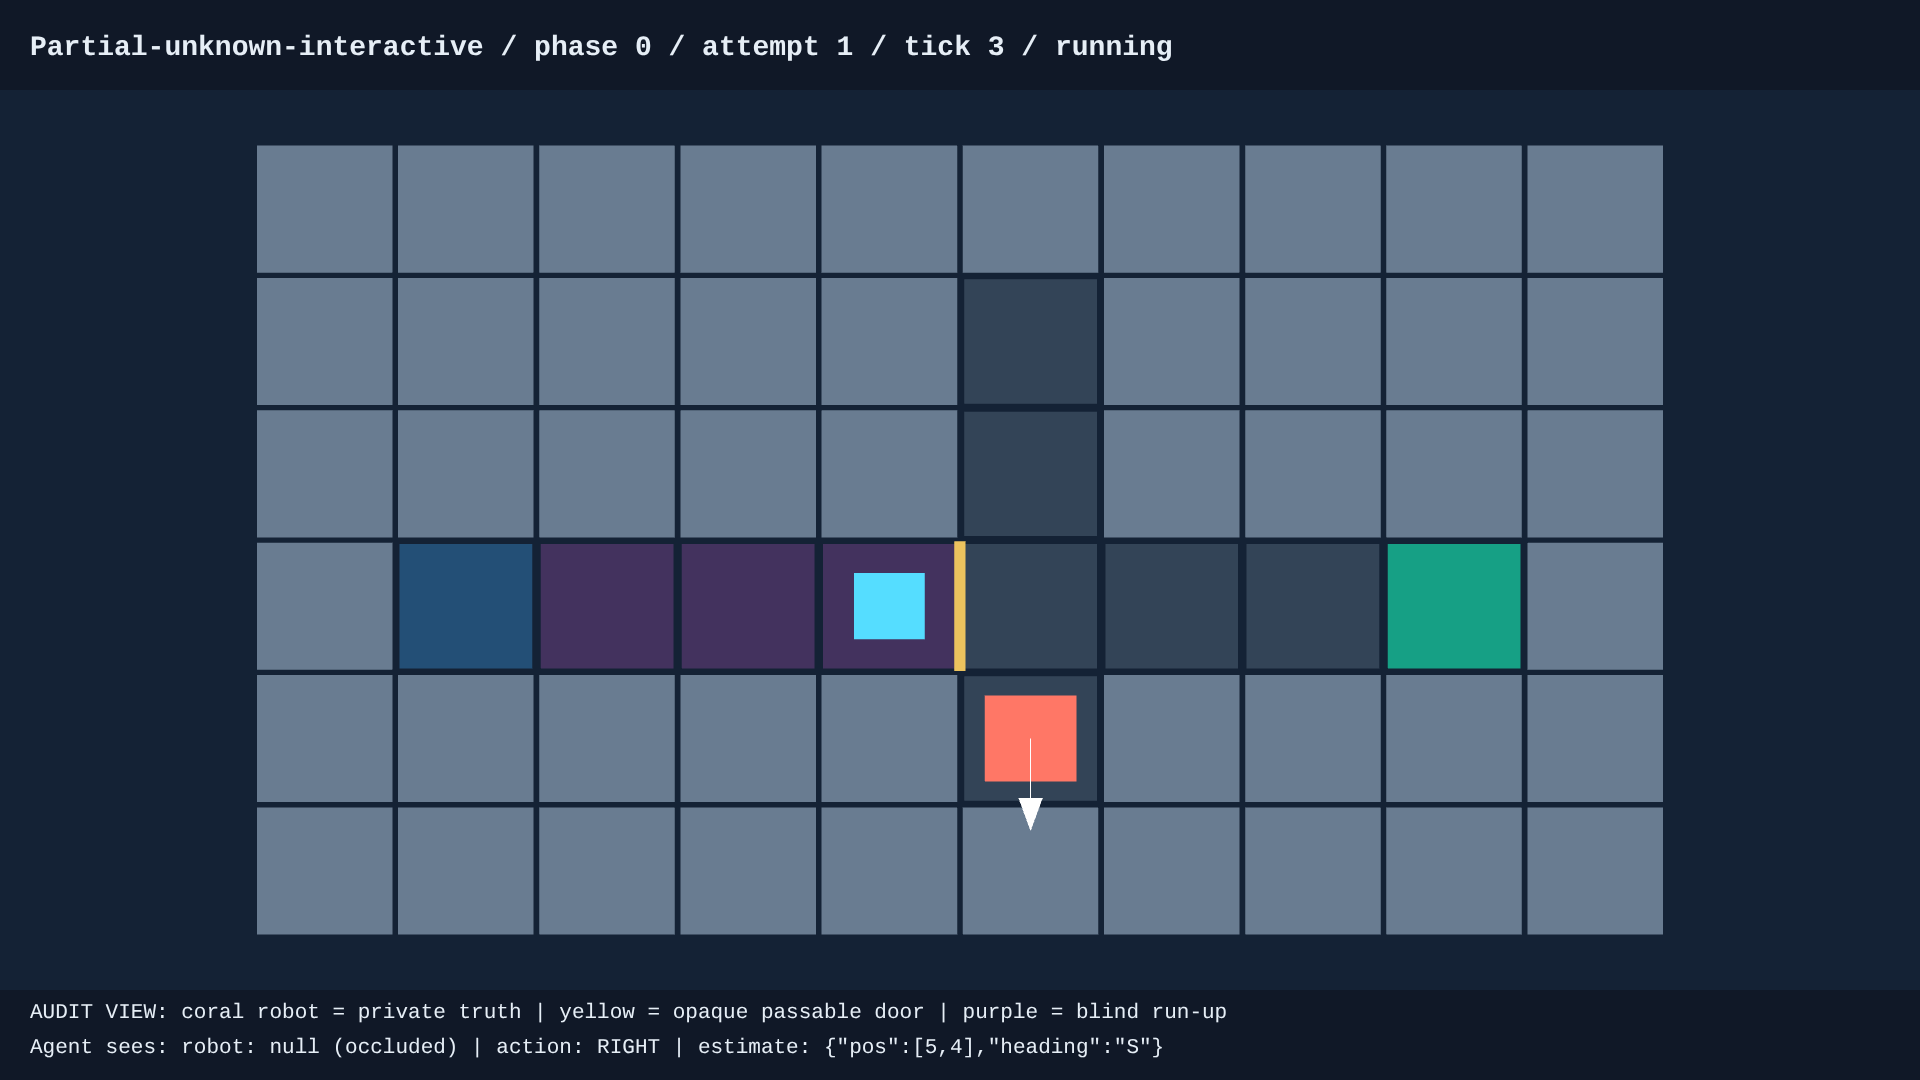 Partial-unknown-interactive / phase 0 / attempt 1 / tick 3 / running
AUDIT VIEW: coral robot = private truth | yellow = opaque passable door | purple = blind run-up
Agent sees: robot: null (occluded) | action: RIGHT | estimate: {"pos":[5,4],"heading":"S"}